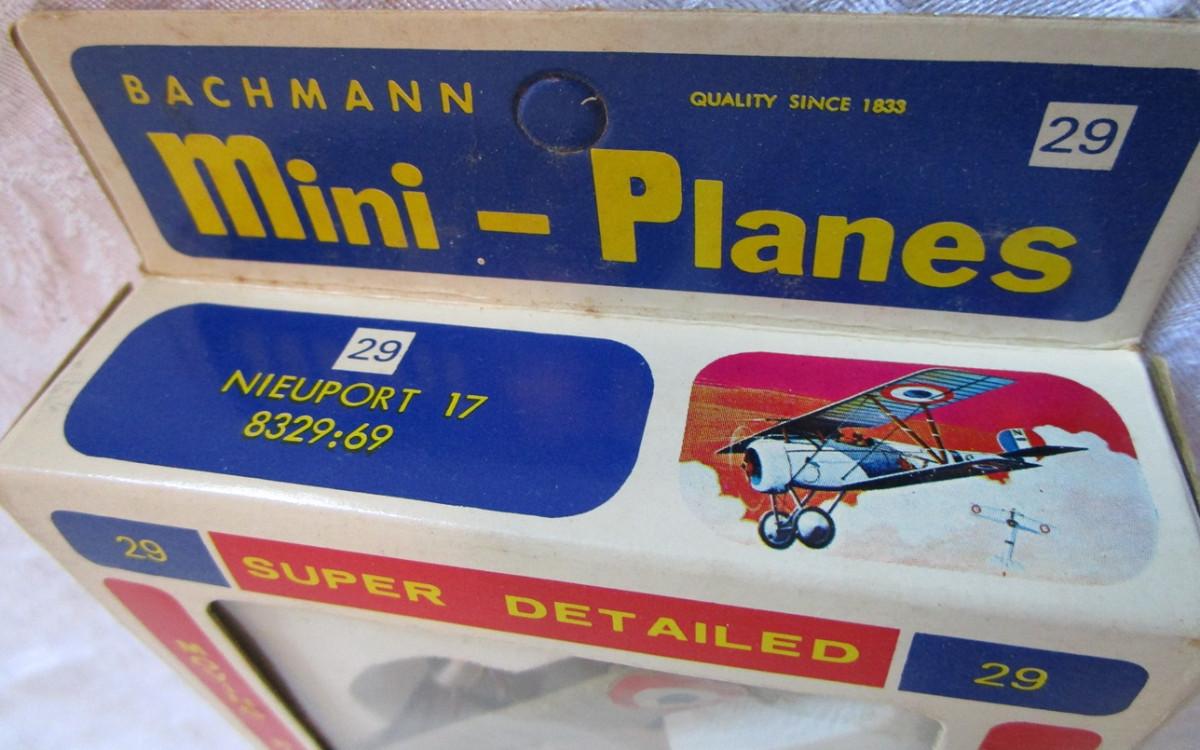 BACHMANN
QUALITY SINCE 1833
29
Mini - Planes
29
NIEUPORT 17
8329:69
29
SUPER DETAILED
29